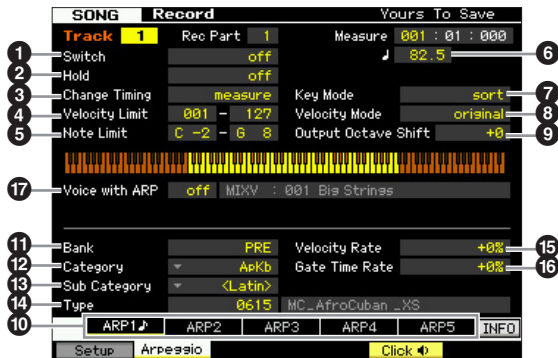 SONG Record Yours To Save
Track 1 Rec Part 1 Measure 001 : 01 : 000
1 Switch off ♩ 82.5 6
2 Hold off
3 Change Timing measure Key Mode sort 7
4 Velocity Limit 001 - 127 Velocity Mode original 8
5 Note Limit C -2 - G 8 Output Octave Shift +0 9
17 Voice with ARP off MIXV : 001 Big Strings
11 Bank PRE Velocity Rate +0% 15
12 Category ApKb Gate Time Rate +0% 16
13 Sub Category <Latin>
14 Type 0615 MC_AfroCuban _XS
10 ARP1♪ ARP2 ARP3 ARP4 ARP5 INFO
Setup Arpeggio Click